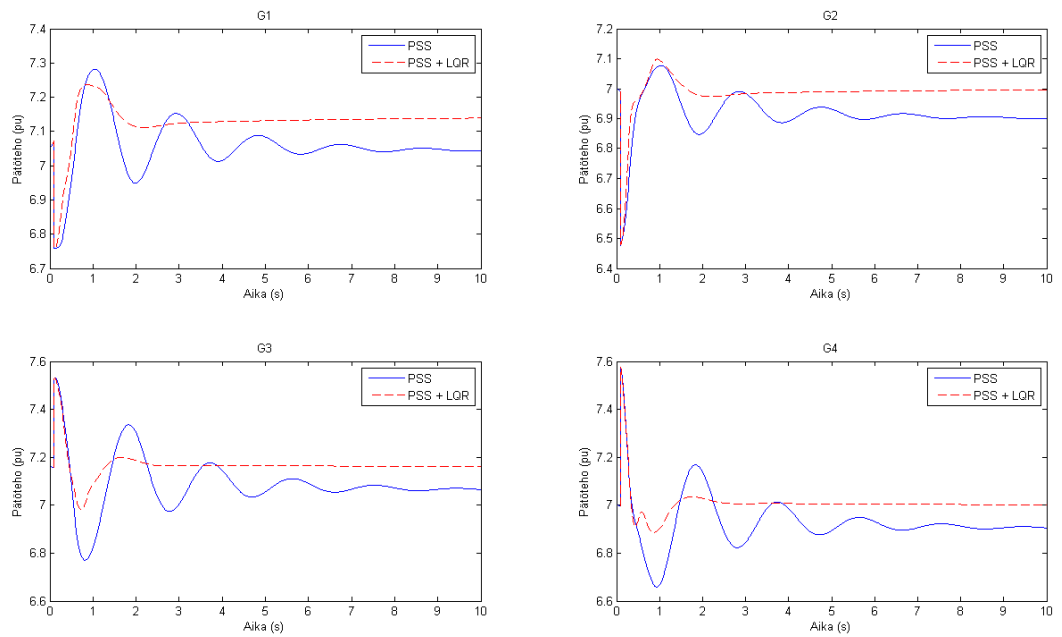 G1
7.4
7.3
7.2
7.1
7
6.9
6.8
6.7
Pätöteho (pu)
0 1 2 3 4 5 6 7 8 9 10
Aika (s)
PSS
PSS + LQR
G2
7.2
7.1
7
6.9
6.8
6.7
6.6
6.5
6.4
Pätöteho (pu)
0 1 2 3 4 5 6 7 8 9 10
Aika (s)
PSS
PSS + LQR
G3
7.6
7.4
7.2
7
6.8
6.6
Pätöteho (pu)
0 1 2 3 4 5 6 7 8 9 10
Aika (s)
PSS
PSS + LQR
G4
7.6
7.4
7.2
7
6.8
6.6
Pätöteho (pu)
0 1 2 3 4 5 6 7 8 9 10
Aika (s)
PSS
PSS + LQR